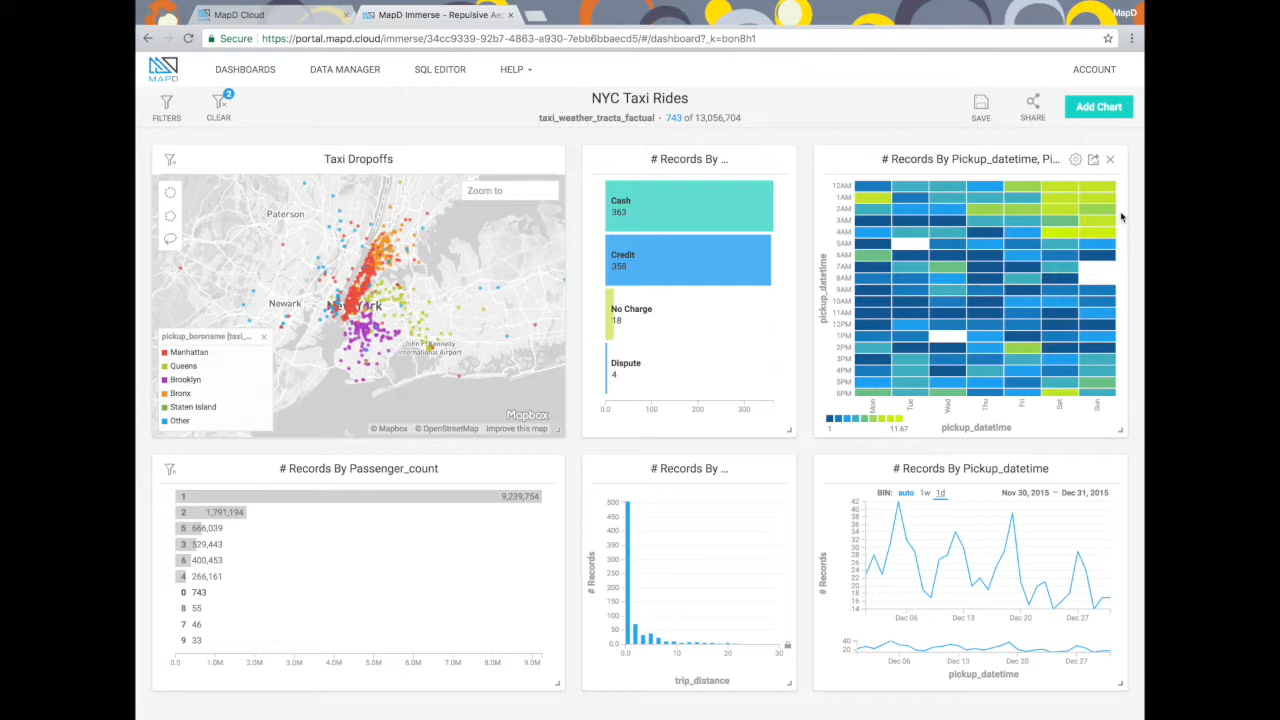 MapD Cloud
MapD Immerse - Repulsive Ae
MapD
Secure
https://portal.mapd.cloud/immerse/34cc9339-92b7-4863-a930-7ebb6bbaecd5/#/dashboard?_k=bon8h1
MAPD
DASHBOARDS
DATA MANAGER
SQL EDITOR
HELP
ACCOUNT
FILTERS
2
CLEAR
NYC Taxi Rides
taxi_weather_tracts_factual · 743 of 13,056,704
SAVE
SHARE
Add Chart
Taxi Dropoffs
Zoom to
Paterson
Newark
New York
John F. Kennedy
International Airport
pickup_boroname [taxi_...
Manhattan
Queens
Brooklyn
Bronx
Staten Island
Other
Mapbox
© Mapbox © OpenStreetMap Improve this map
# Records By ...
Cash
363
Credit
358
No Charge
18
Dispute
4
0.0 100 200 300
# Records By Pickup_datetime, Pi...
12AM
1AM
2AM
3AM
4AM
5AM
6AM
7AM
8AM
9AM
10AM
11AM
12PM
1PM
2PM
3PM
4PM
5PM
6PM
pickup_datetime
Mon Tue Wed Thu Fri Sat Sun
1 11.67
pickup_datetime
# Records By Passenger_count
1 9,239,754
2 1,791,194
5 666,039
3 529,443
6 400,453
4 266,161
0 743
8 55
7 46
9 33
0.0 1.0M 2.0M 3.0M 4.0M 5.0M 6.0M 7.0M 8.0M 9.0M
# Records By ...
# Records
500
450
400
350
300
250
200
150
100
50
0.0
0.0 10 20 30
trip_distance
# Records By Pickup_datetime
BIN: auto 1w 1d
Nov 30, 2015 – Dec 31, 2015
# Records
42
40
38
36
34
32
30
28
26
24
22
20
18
16
14
Dec 06 Dec 13 Dec 20 Dec 27
40
20
Dec 06 Dec 13 Dec 20 Dec 27
pickup_datetime